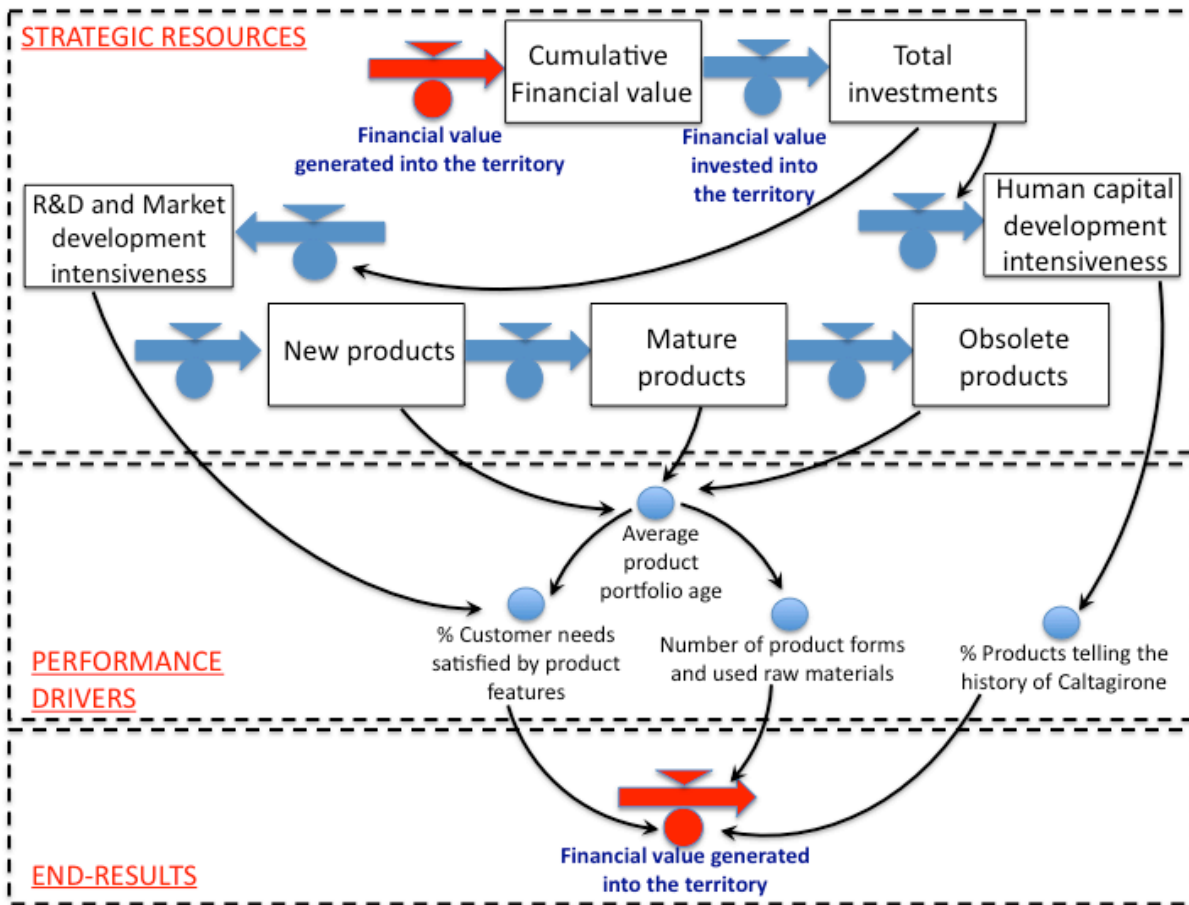 STRATEGIC RESOURCES
Cumulative
Financial value
Total
investments
Financial value
generated into the territory
Financial value
invested into
the territory
R&D and Market
development
intensiveness
Human capital
development
intensiveness
New products
Mature
products
Obsolete
products
Average
product
portfolio age
% Customer needs
satisfied by product
features
Number of product forms
and used raw materials
% Products telling the
history of Caltagirone
PERFORMANCE
DRIVERS
Financial value generated
into the territory
END-RESULTS